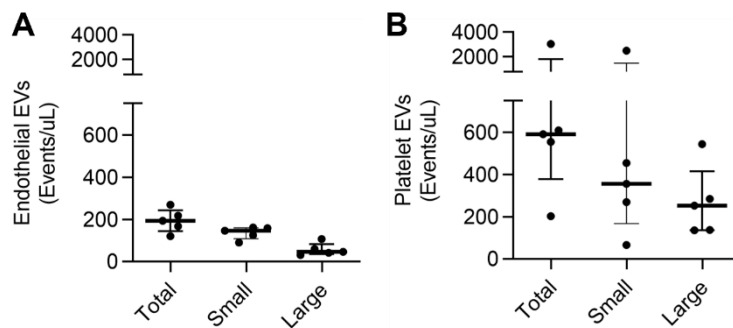 A
Endothelial EVs
(Events/uL)
4000
2000
600
400
200
0
Total
Small
Large
B
Platelet EVs
(Events/uL)
4000
2000
600
400
200
0
Total
Small
Large